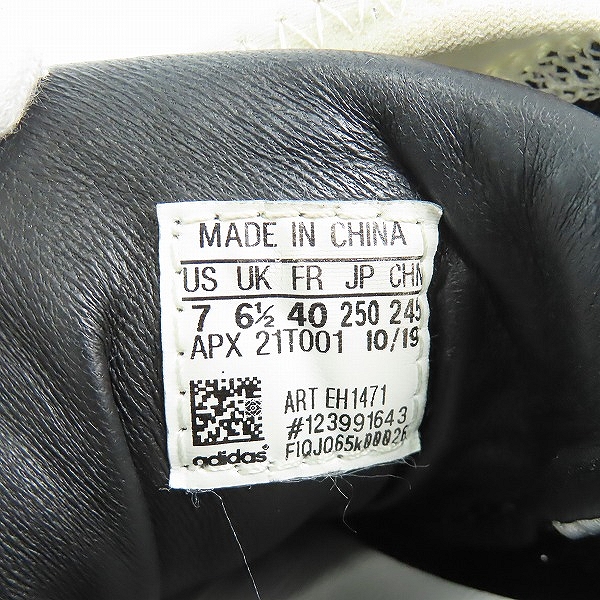 MADE IN CHINA
US UK FR JP CHN
7 6½ 40 250 245
APX 21T001 10/19
ART EH1471
#123991643
adidas